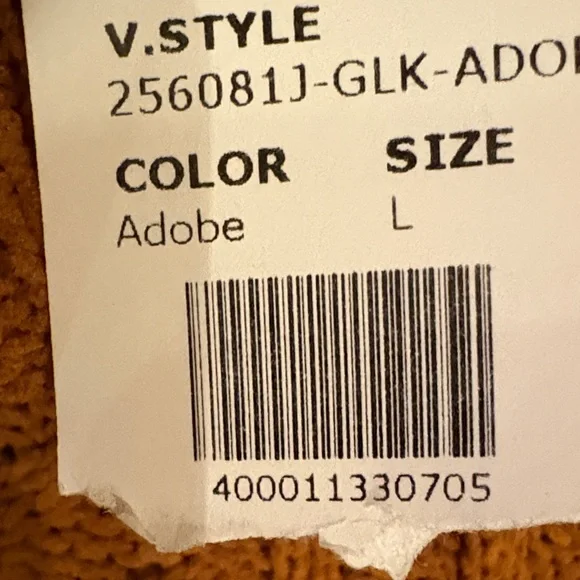 V.STYLE
256081J-GLK-ADO
COLOR SIZE
Adobe L
400011330705